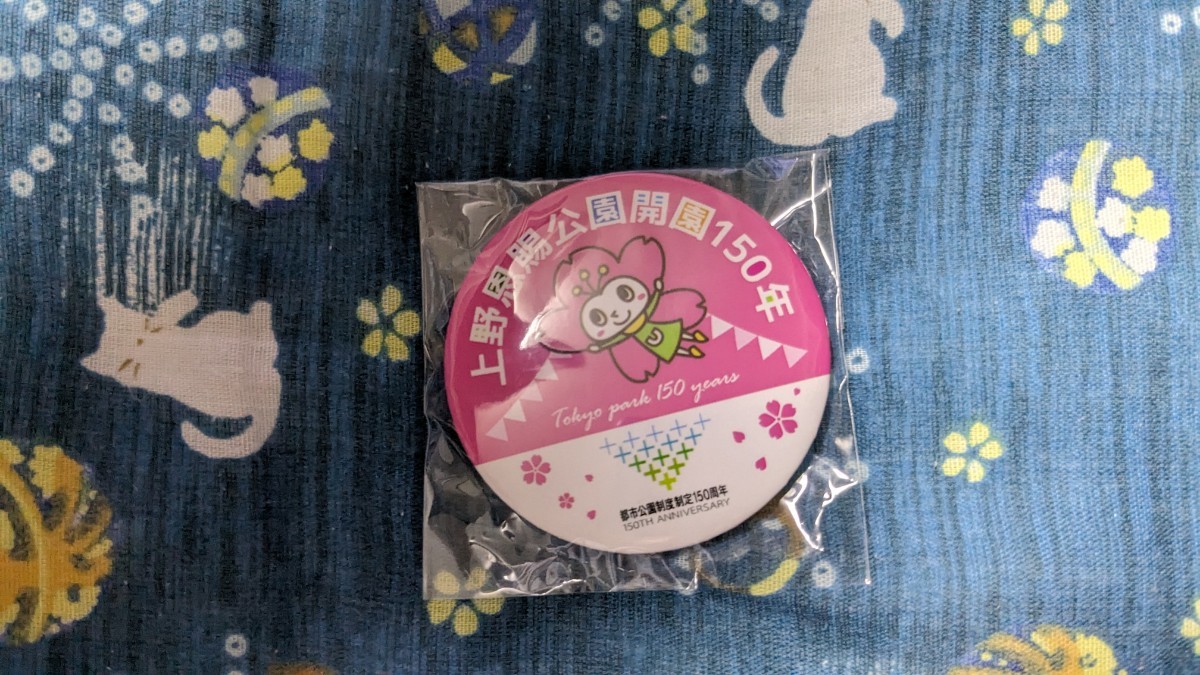 上野恩賜公園開園150年
Tokyo park 150 years
都市公園制度制定150周年
150TH ANNIVERSARY